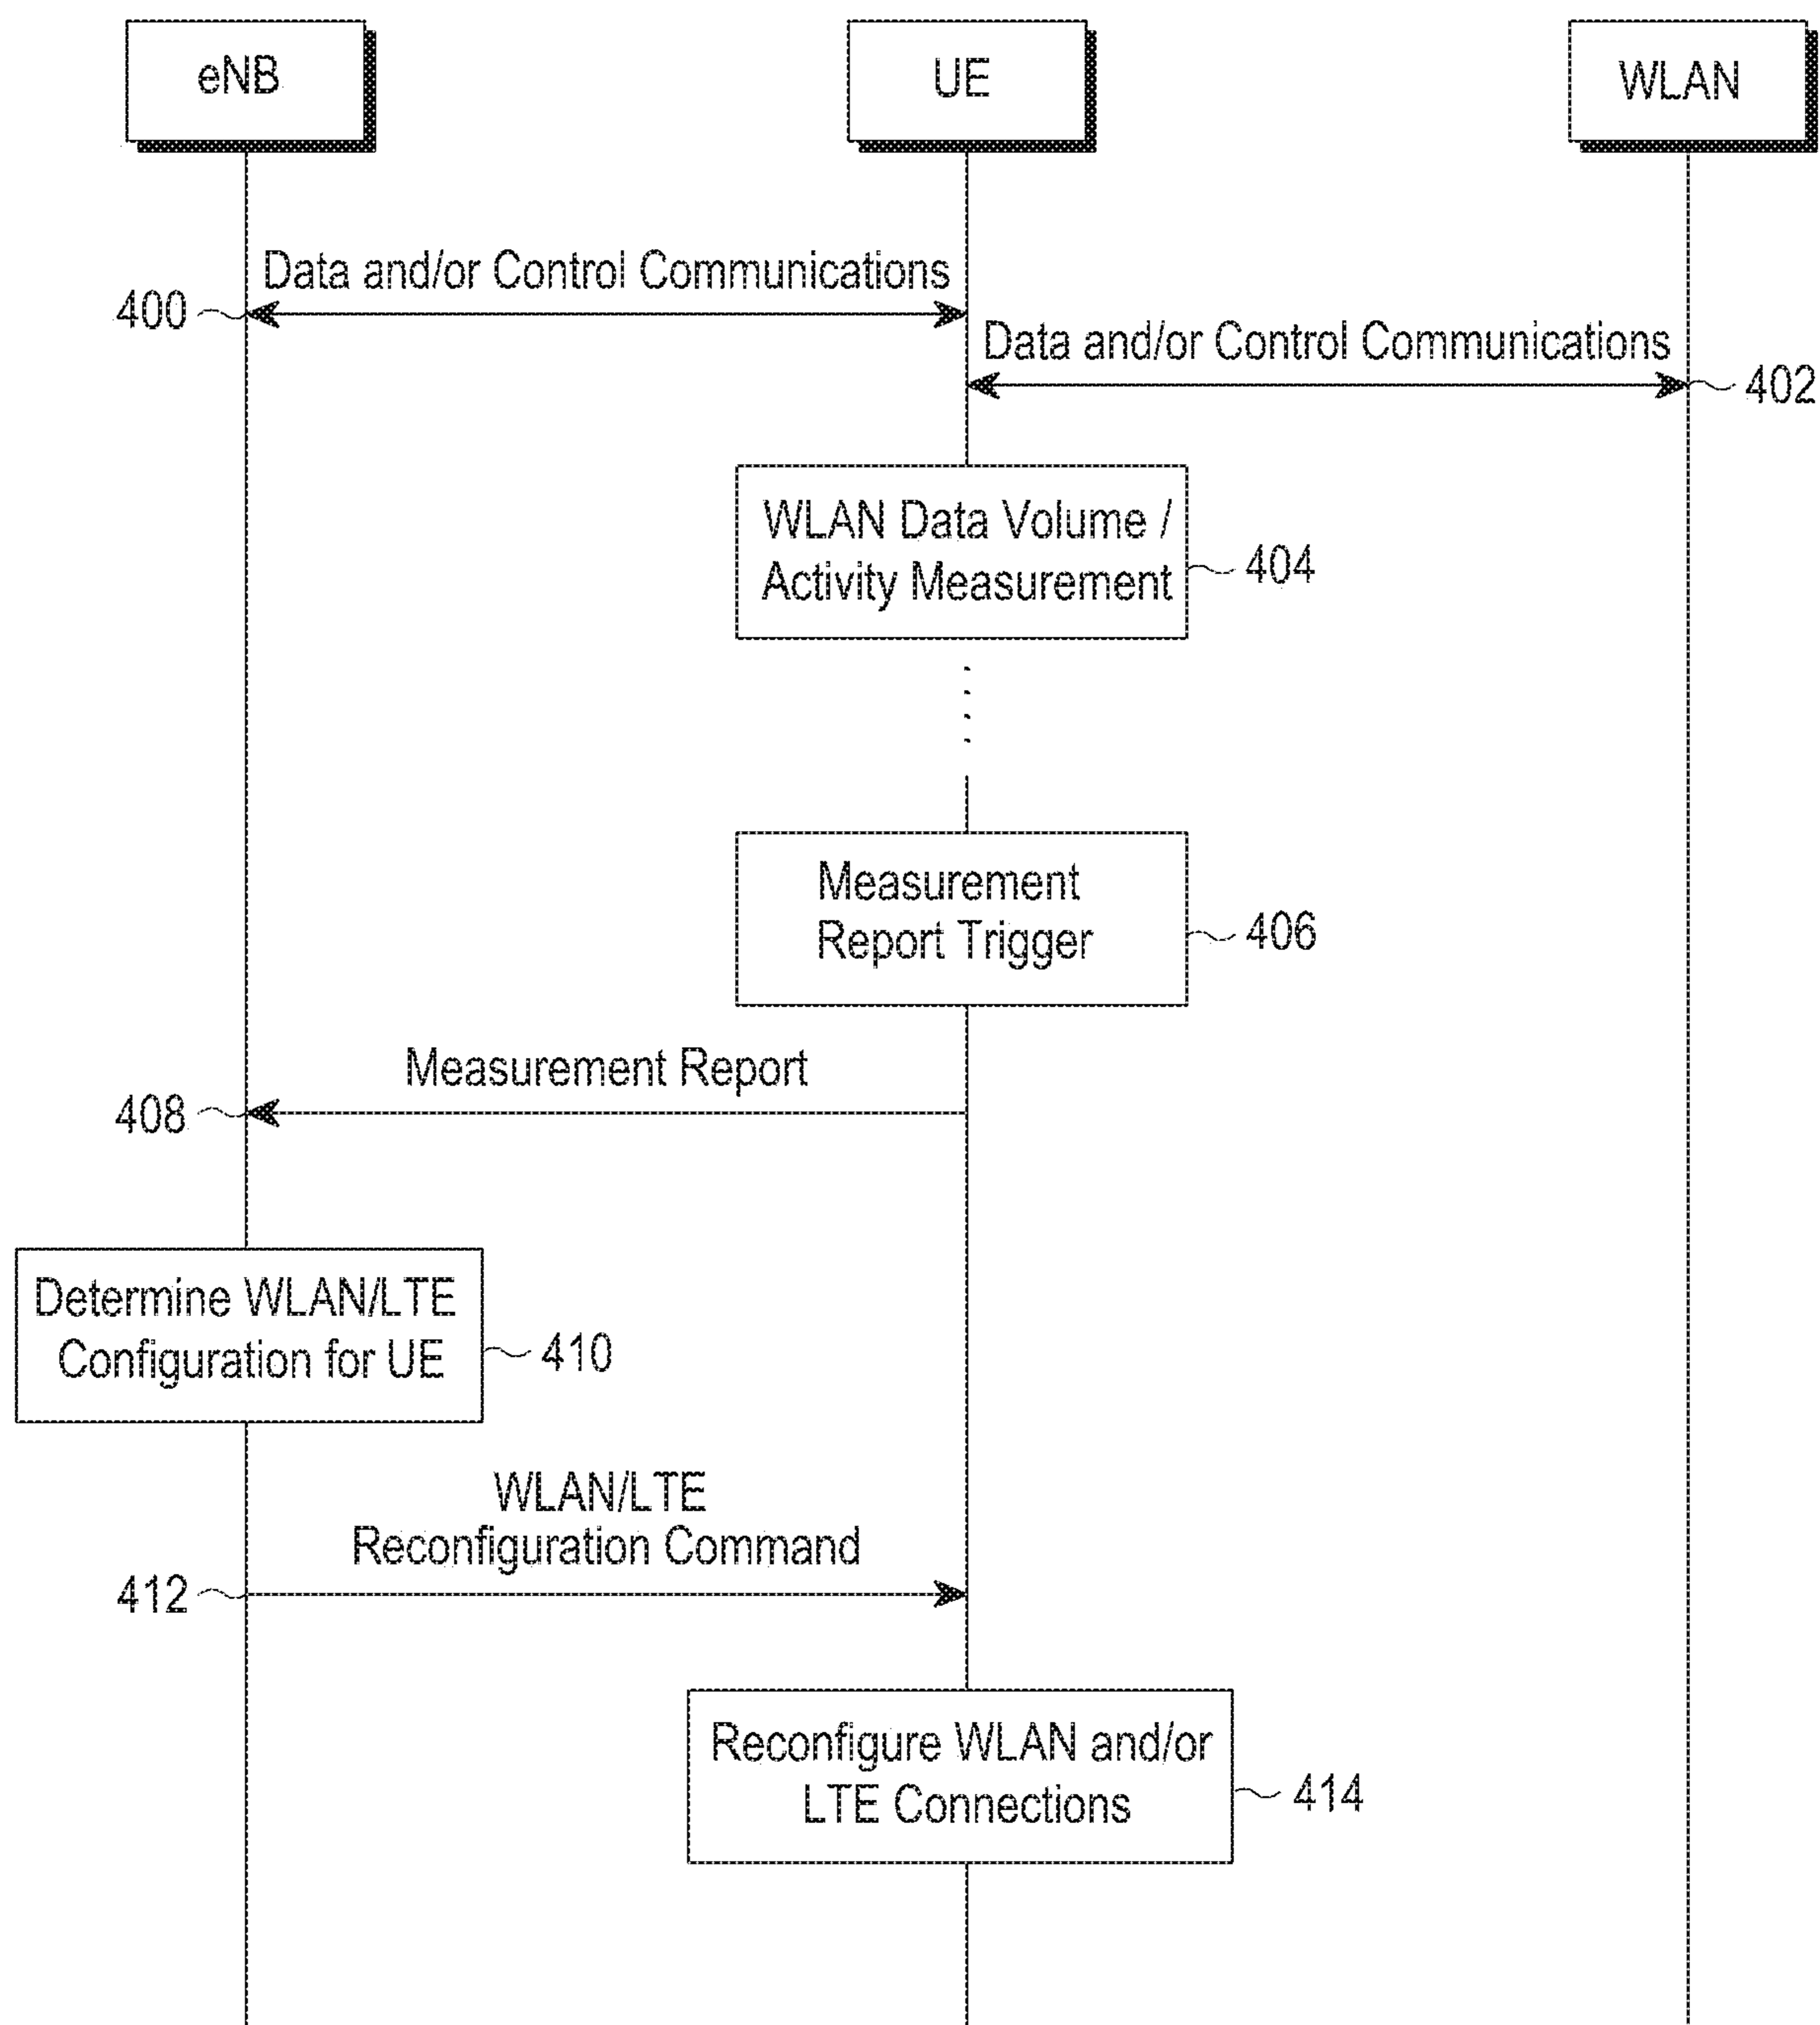 eNB
UE
WLAN
Data and/or Control Communications
400
Data and/or Control Communications
402
WLAN Data Volume /
Activity Measurement
404
Measurement
Report Trigger
406
Measurement Report
408
Determine WLAN/LTE
Configuration for UE
410
WLAN/LTE
Reconfiguration Command
412
Reconfigure WLAN and/or
LTE Connections
414